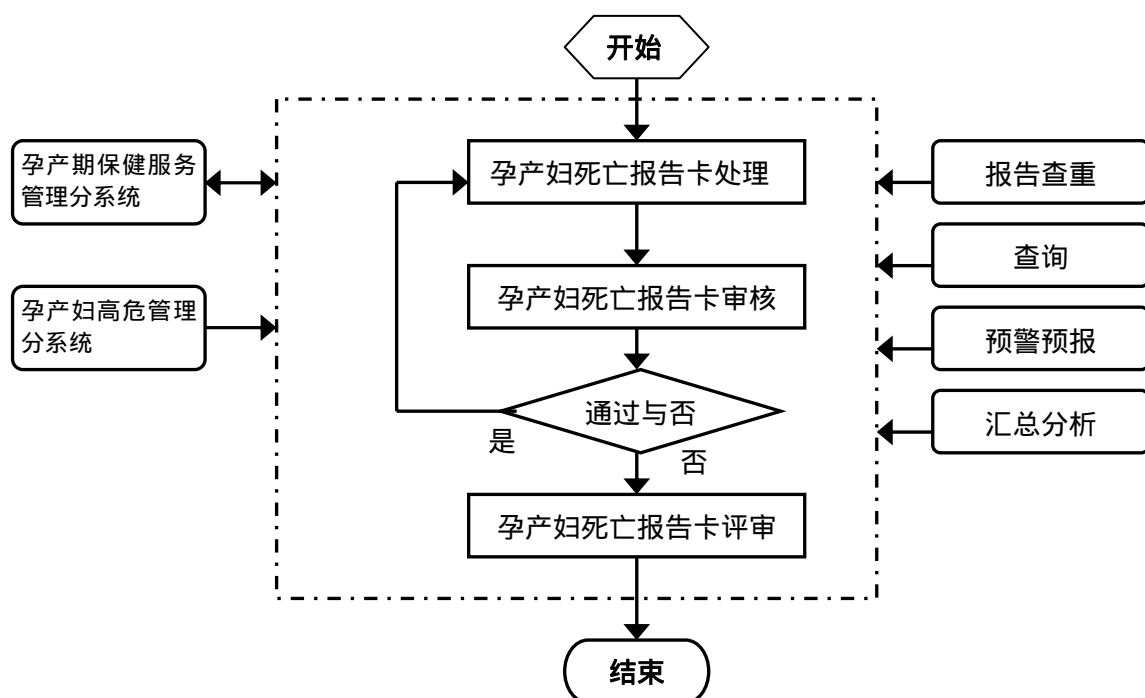 开始
孕产期保健服务
管理分系统
孕产妇死亡报告卡处理
报告查重
查询
孕产妇高危管理
分系统
孕产妇死亡报告卡审核
预警预报
通过与否
汇总分析
是
否
孕产妇死亡报告卡评审
结束